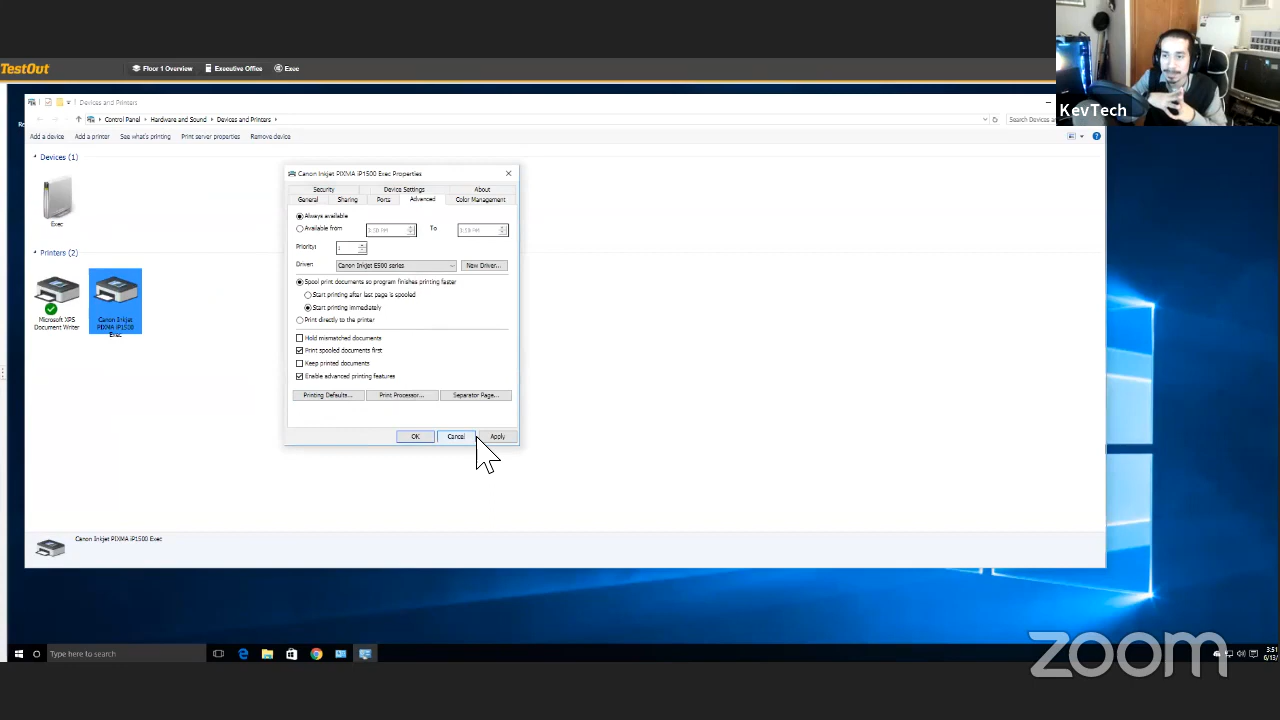 TestOut
Floor 1 Overview
Executive Office
Exec
KevTech
Devices and Printers
Control Panel
Hardware and Sound
Devices and Printers
Add a device
Add a printer
See what's printing
Print server properties
Remove device
Devices (1)
Exec
Printers (2)
Microsoft XPS
Document Writer
Canon Inkjet
PIXMA iP1500
Exec
Canon Inkjet PIXMA iP1500 Exec Properties
Security
Device Settings
About
General
Sharing
Ports
Advanced
Color Management
Always available
Available from
To
Priority:
1
Driver:
Canon Inkjet E500 series
New Driver...
Spool print documents so program finishes printing faster
Start printing after last page is spooled
Start printing immediately
Print directly to the printer
Hold mismatched documents
Print spooled documents first
Keep printed documents
Enable advanced printing features
Printing Defaults...
Print Processor...
Separator Page...
OK
Cancel
Apply
Canon Inkjet PIXMA iP1500 Exec
Type here to search
3:51
6/13/
zoom